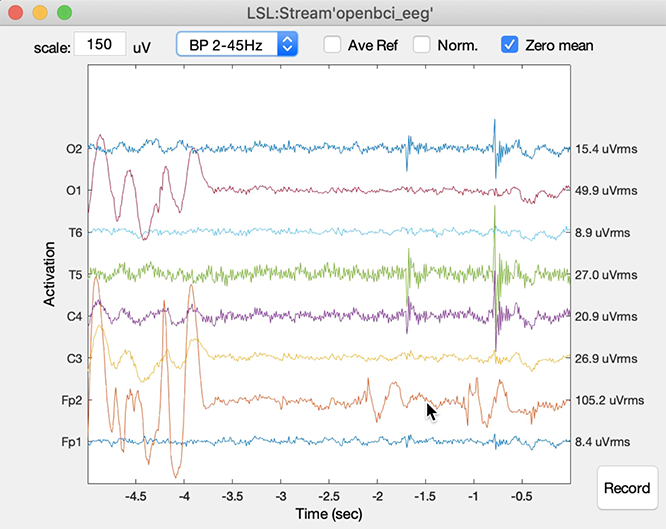 LSL:Stream'openbci_eeg'
scale: 150 uV BP 2-45Hz Ave Ref Norm. Zero mean
O2 15.4 uVrms
O1 49.9 uVrms
T6 8.9 uVrms
T5 27.0 uVrms
C4 20.9 uVrms
C3 26.9 uVrms
Fp2 105.2 uVrms
Fp1 8.4 uVrms
Activation
-4.5 -4 -3.5 -3 -2.5 -2 -1.5 -1 -0.5
Time (sec)
Record